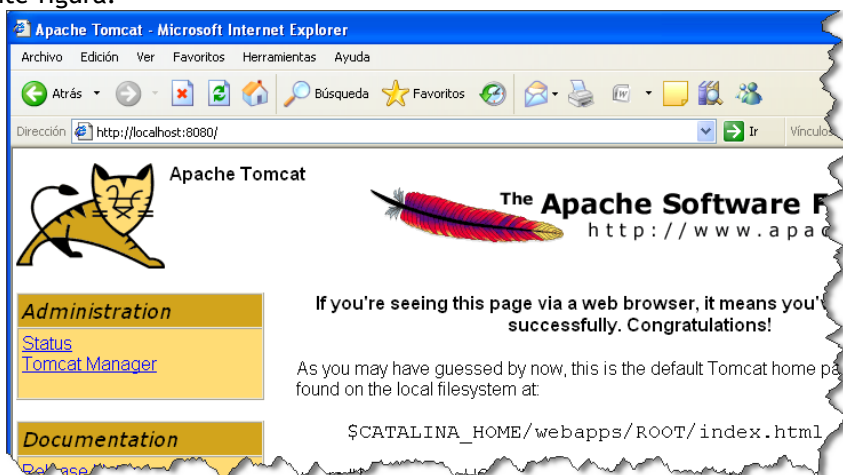 Apache Tomcat - Microsoft Internet Explorer
Archivo Edición Ver Favoritos Herramientas Ayuda
Atrás Búsqueda Favoritos
Dirección http://localhost:8080/ Ir Vínculos
Apache Tomcat
The Apache Software
http://www.apac
Administration
Status
Tomcat Manager
If you're seeing this page via a web browser, it means you'
successfully. Congratulations!
As you may have guessed by now, this is the default Tomcat home
found on the local filesystem at:
$CATALINA_HOME/webapps/ROOT/index.html
Documentation